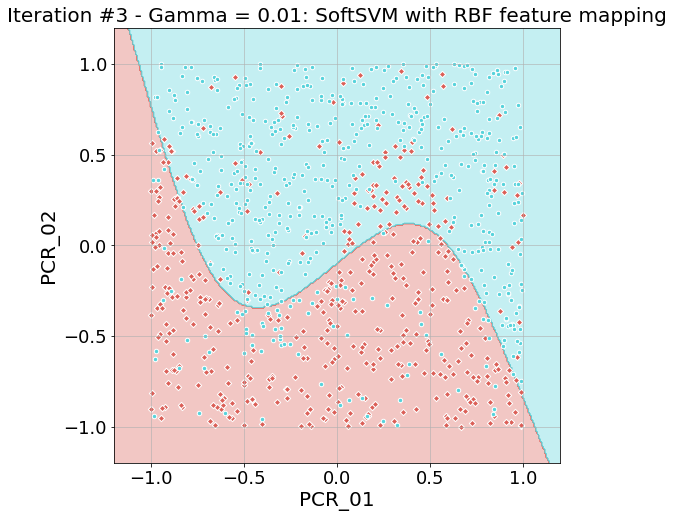 Iteration #3 - Gamma = 0.01: SoftSVM with RBF feature mapping
1.0
0.5
0.0
−0.5
−1.0
PCR_02
−1.0 −0.5 0.0 0.5 1.0
PCR_01